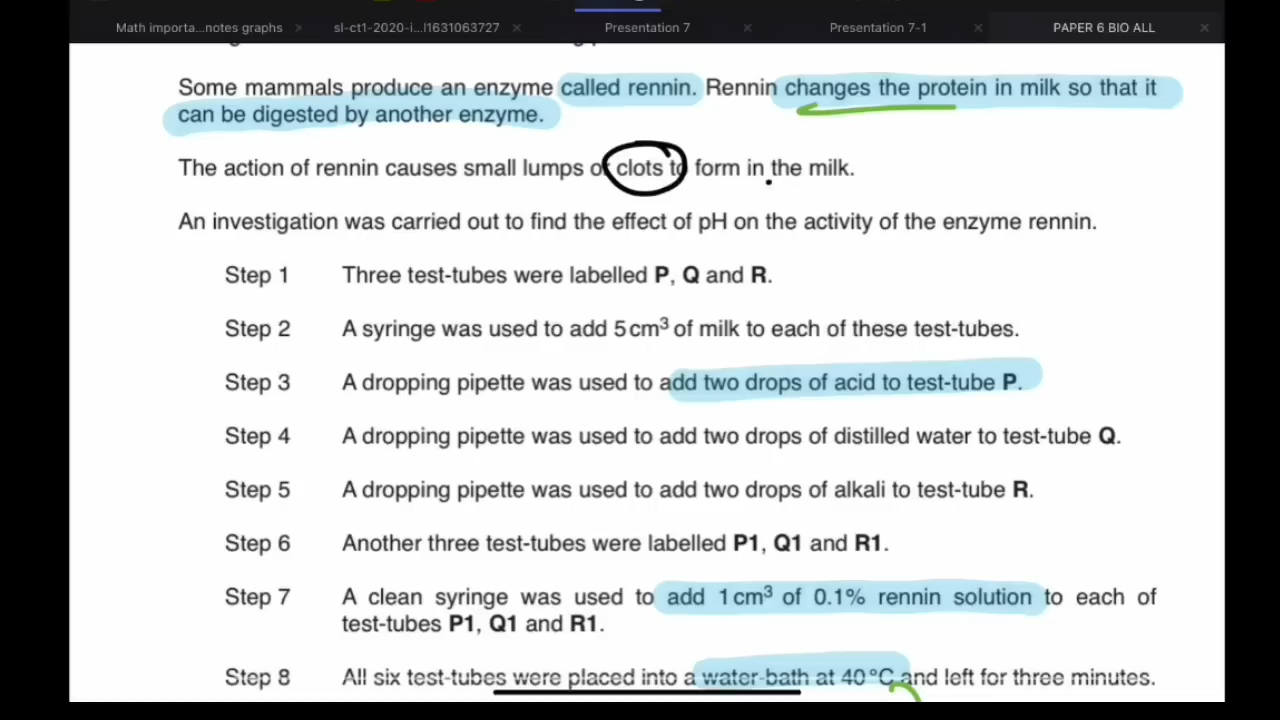 Math importa...notes graphs
sl-ct1-2020-i...l1631063727
Presentation 7
Presentation 7-1
PAPER 6 BIO ALL
Some mammals produce an enzyme called rennin. Rennin changes the protein in milk so that it
can be digested by another enzyme.
The action of rennin causes small lumps or clots to form in the milk.
An investigation was carried out to find the effect of pH on the activity of the enzyme rennin.
Step 1 Three test-tubes were labelled P, Q and R.
Step 2 A syringe was used to add 5 cm³ of milk to each of these test-tubes.
Step 3 A dropping pipette was used to add two drops of acid to test-tube P.
Step 4 A dropping pipette was used to add two drops of distilled water to test-tube Q.
Step 5 A dropping pipette was used to add two drops of alkali to test-tube R.
Step 6 Another three test-tubes were labelled P1, Q1 and R1.
Step 7 A clean syringe was used to add 1 cm³ of 0.1% rennin solution to each of
test-tubes P1, Q1 and R1.
Step 8 All six test-tubes were placed into a water-bath at 40 °C and left for three minutes.